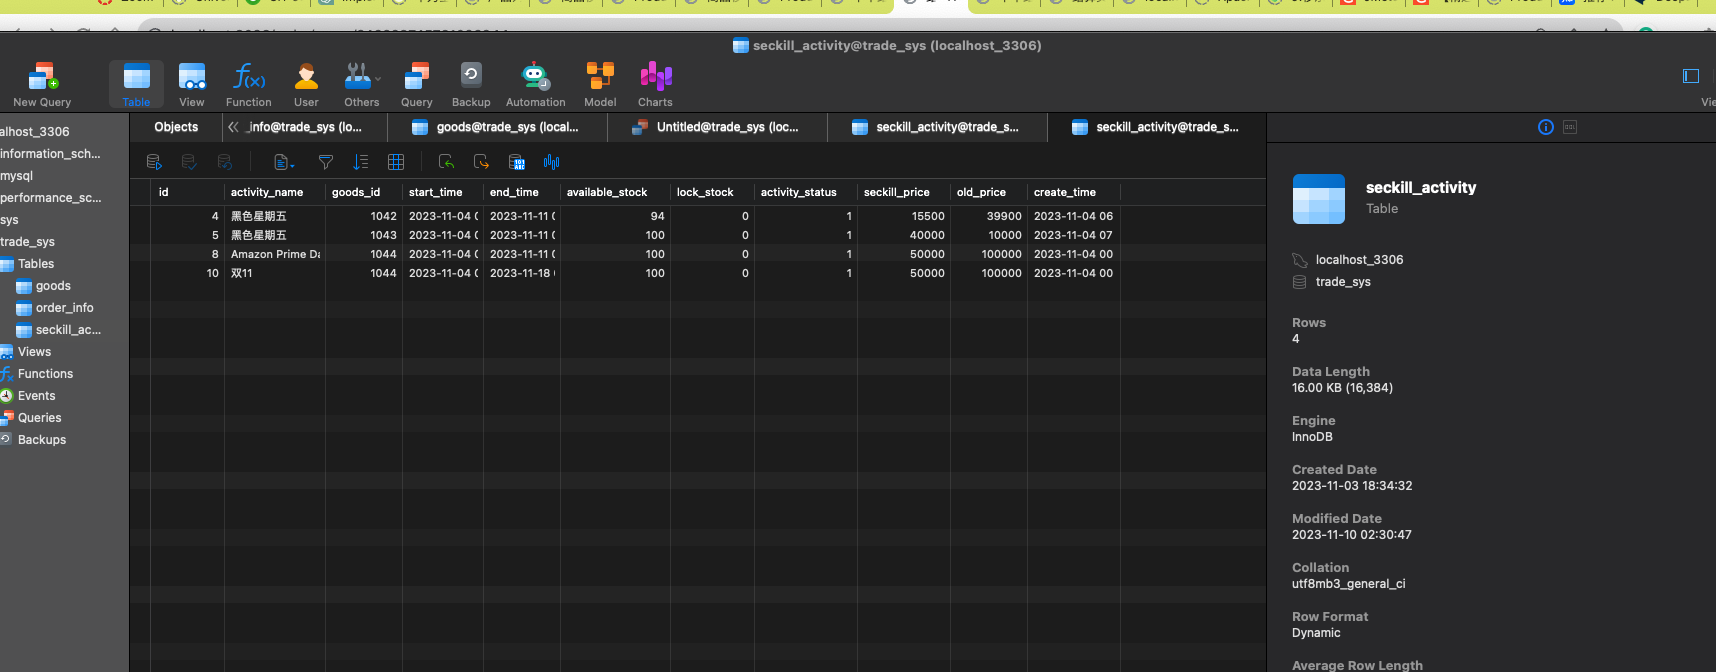 seckill_activity@trade_sys (localhost_3306)
New Query
Table
View
Function
User
Others
Query
Backup
Automation
Model
Charts
Objects
_info@trade_sys (lo...
goods@trade_sys (local...
Untitled@trade_sys (loc...
seckill_activity@trade_s...
seckill_activity@trade_s...
alhost_3306
information_sch...
mysql
performance_sc...
sys
trade_sys
Tables
goods
order_info
seckill_ac...
Views
Functions
Events
Queries
Backups
id activity_name goods_id start_time end_time available_stock lock_stock activity_status seckill_price old_price create_time
4 黑色星期五 1042 2023-11-04 0 2023-11-11 0 94 0 1 15500 39900 2023-11-04 06
5 黑色星期五 1043 2023-11-04 0 2023-11-11 0 100 0 1 40000 10000 2023-11-04 07
8 Amazon Prime Da 1044 2023-11-04 0 2023-11-11 0 100 0 1 50000 100000 2023-11-04 00
10 双11 1044 2023-11-04 0 2023-11-18 100 0 1 50000 100000 2023-11-04 00
seckill_activity
Table
localhost_3306
trade_sys
Rows
4
Data Length
16.00 KB (16,384)
Engine
InnoDB
Created Date
2023-11-03 18:34:32
Modified Date
2023-11-10 02:30:47
Collation
utf8mb3_general_ci
Row Format
Dynamic
Average Row Length